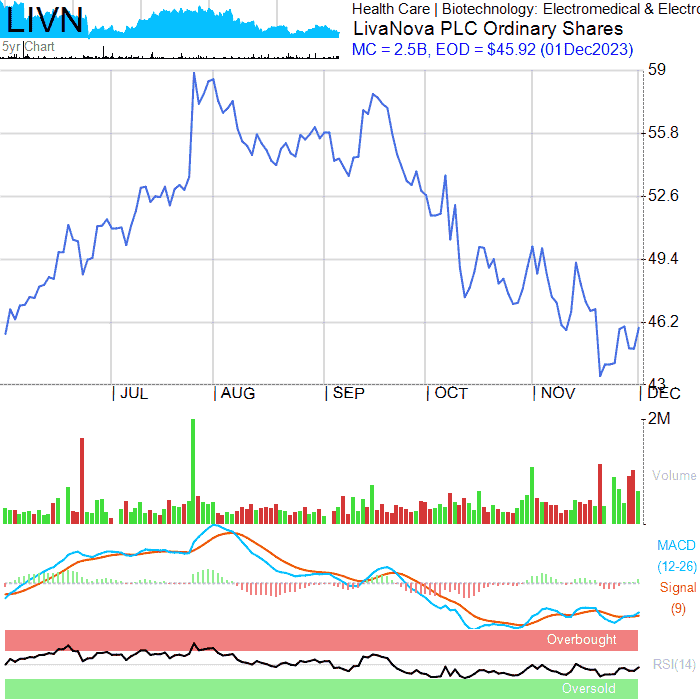 LIVN
Health Care | Biotechnology: Electromedical & Electro
LivaNova PLC Ordinary Shares
5yr Chart
MC = 2.5B, EOD = $45.92 (01Dec2023)
59
55.8
52.6
49.4
46.2
43
| JUL | AUG | SEP | OCT | NOV | DEC
2M
Volume
MACD
(12-26)
Signal
(9)
Overbought
RSI(14)
Oversold